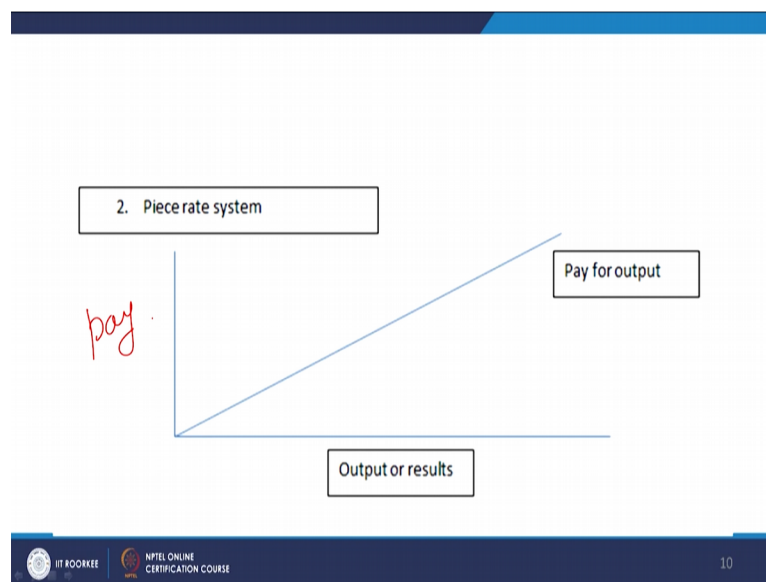 2. Piece rate system
Pay for output
pay.
Output or results
IIT ROORKEE
NPTEL ONLINE
CERTIFICATION COURSE
10